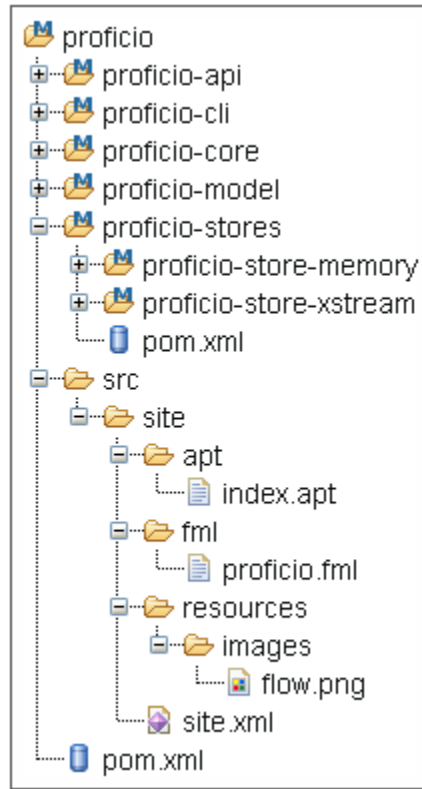 proficio
proficio-api
proficio-cli
proficio-core
proficio-model
proficio-stores
proficio-store-memory
proficio-store-xstream
pom.xml
src
site
apt
index.apt
fml
proficio.fml
resources
images
flow.png
site.xml
pom.xml